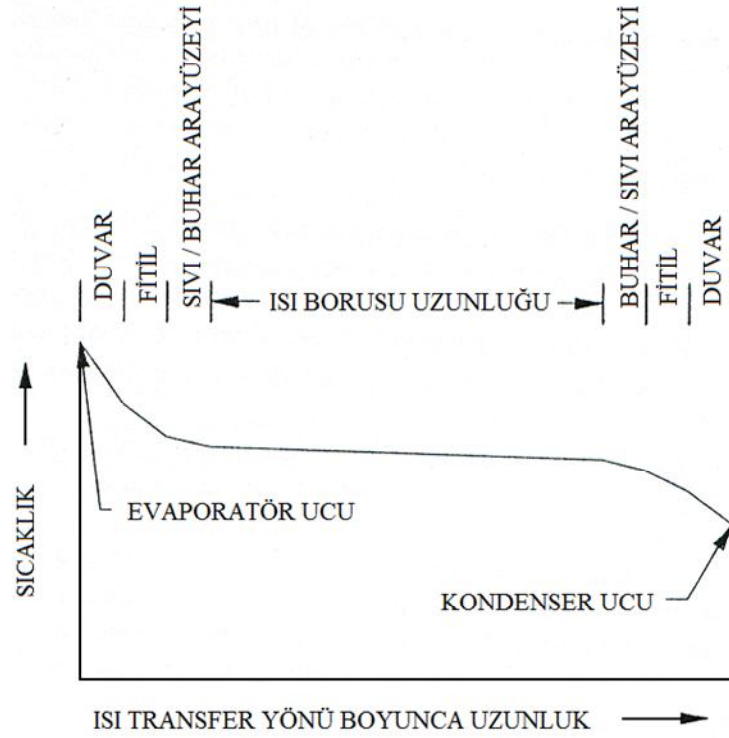 DUVAR
FİTİL
SIVI / BUHAR ARAYÜZEYİ
ISI BORUSU UZUNLUĞU
BUHAR / SIVI ARAYÜZEYİ
FİTİL
DUVAR
SICAKLIK
EVAPORATÖR UCU
KONDENSER UCU
ISI TRANSFER YÖNÜ BOYUNCA UZUNLUK